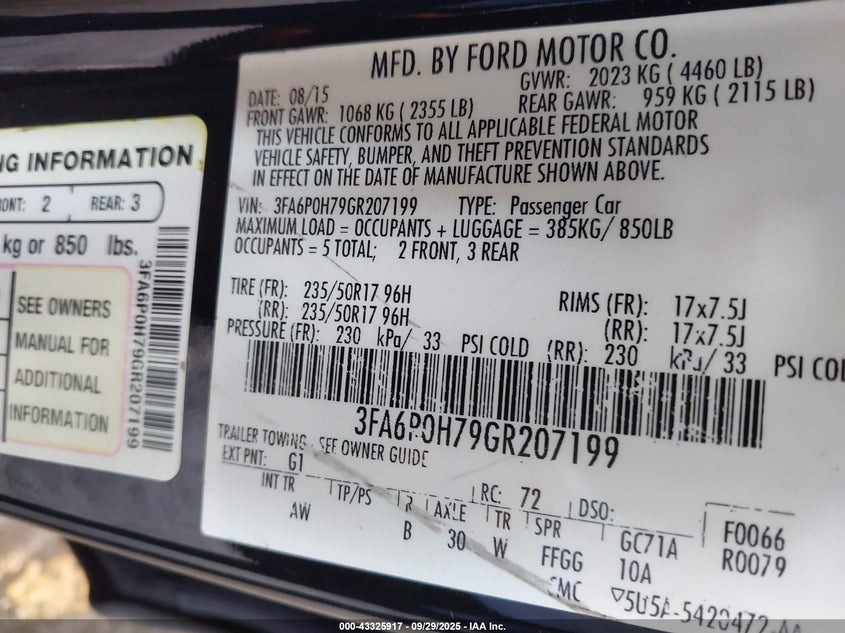 NG INFORMATION
ONT: 2 REAR: 3
kg or 850 lbs.
SEE OWNERS
MANUAL FOR
ADDITIONAL
INFORMATION
3FA6P0H79GR207199
MFD. BY FORD MOTOR CO.
DATE: 08/15 GVWR: 2023 KG ( 4460 LB)
FRONT GAWR: 1068 KG ( 2355 LB) REAR GAWR: 959 KG ( 2115 LB)
THIS VEHICLE CONFORMS TO ALL APPLICABLE FEDERAL MOTOR
VEHICLE SAFETY, BUMPER, AND THEFT PREVENTION STANDARDS
IN EFFECT ON THE DATE OF MANUFACTURE SHOWN ABOVE.
VIN: 3FA6P0H79GR207199 TYPE: Passenger Car
MAXIMUM LOAD = OCCUPANTS + LUGGAGE = 385KG/ 850LB
OCCUPANTS = 5 TOTAL; 2 FRONT, 3 REAR
TIRE (FR): 235/50R17 96H RIMS (FR): 17x7.5J
(RR): 235/50R17 96H (RR): 17x7.5J
PRESSURE (FR): 230 kPa/ 33 PSI COLD (RR): 230 kPa/ 33 PSI COL
3FA6P0H79GR207199
TRAILER TOWING - SEE OWNER GUIDE
EXT PNT: G1 RC: 72 DSO: F0066
INT TR TP/PS R AXLE TR SPR GC71A R0079
AW B 30 W FFGG 10A
5U5A-5420472-AA
000-43325917 - 09/29/2025 - IAA Inc.